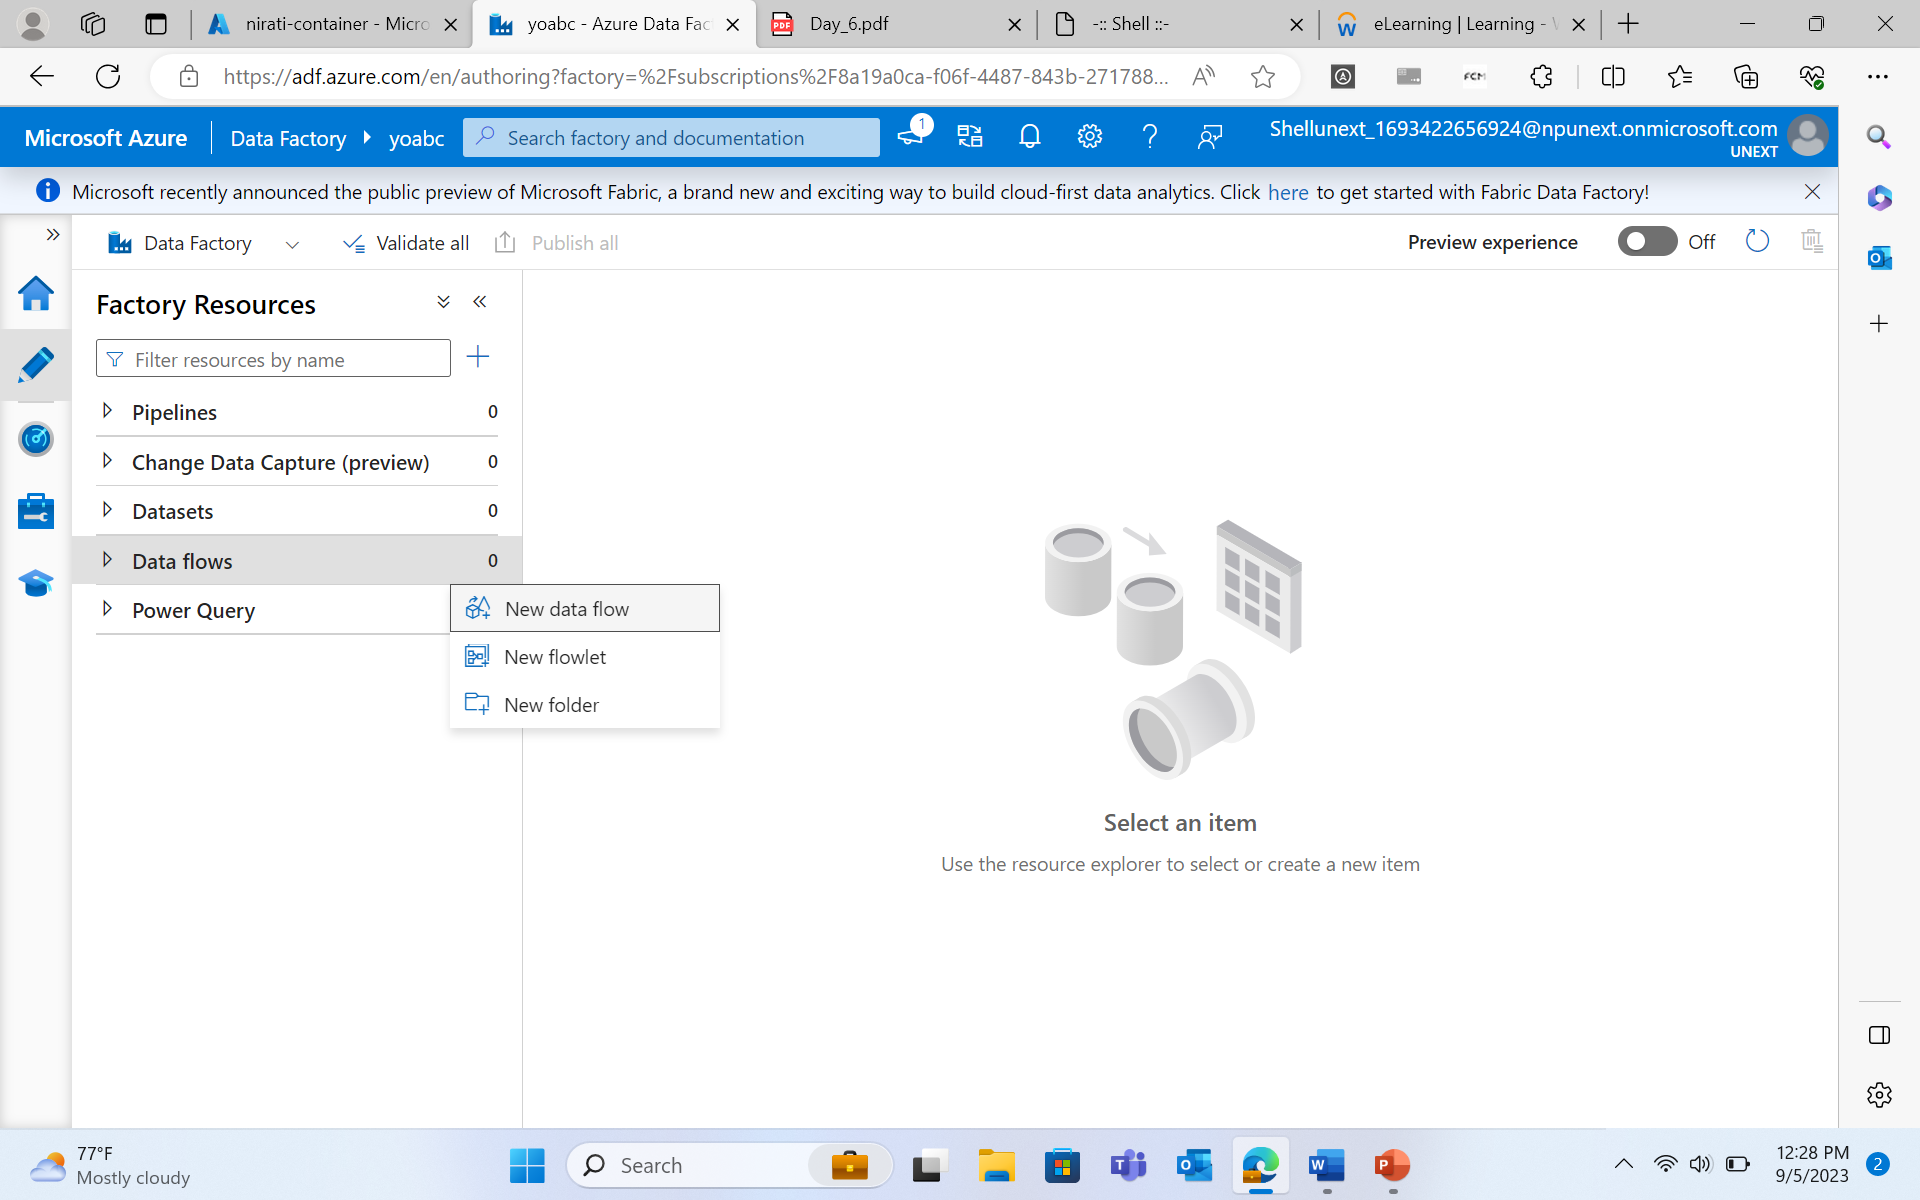 nirati-container - Micro
yoabc - Azure Data Fac
Day_6.pdf
-:: Shell ::-
eLearning | Learning -
https://adf.azure.com/en/authoring?factory=%2Fsubscriptions%2F8a19a0ca-f06f-4487-843b-271788...
FCM
Microsoft Azure
Data Factory
yoabc
Search factory and documentation
1
Shellunext_1693422656924@npunext.onmicrosoft.com
UNEXT
Microsoft recently announced the public preview of Microsoft Fabric, a brand new and exciting way to build cloud-first data analytics. Click here to get started with Fabric Data Factory!
Data Factory
Validate all
Publish all
Preview experience
Off
Factory Resources
Filter resources by name
Pipelines 0
Change Data Capture (preview) 0
Datasets 0
Data flows 0
Power Query
New data flow
New flowlet
New folder
Select an item
Use the resource explorer to select or create a new item
77°F
Mostly cloudy
Search
12:28 PM
9/5/2023
2